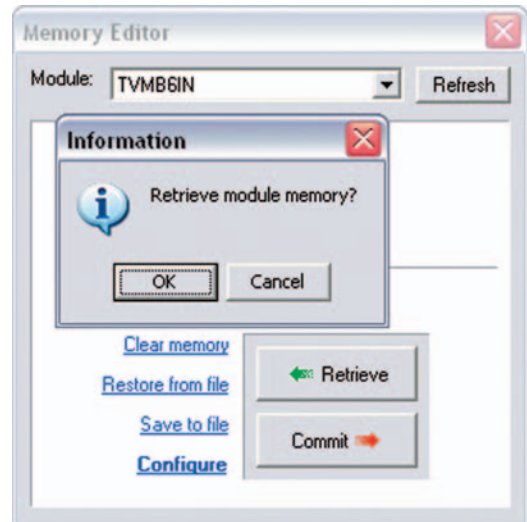 Memory Editor
Module: TVMB6IN Refresh
Information
Retrieve module memory?
OK Cancel
Clear memory
Restore from file
Save to file
Configure
Retrieve
Commit